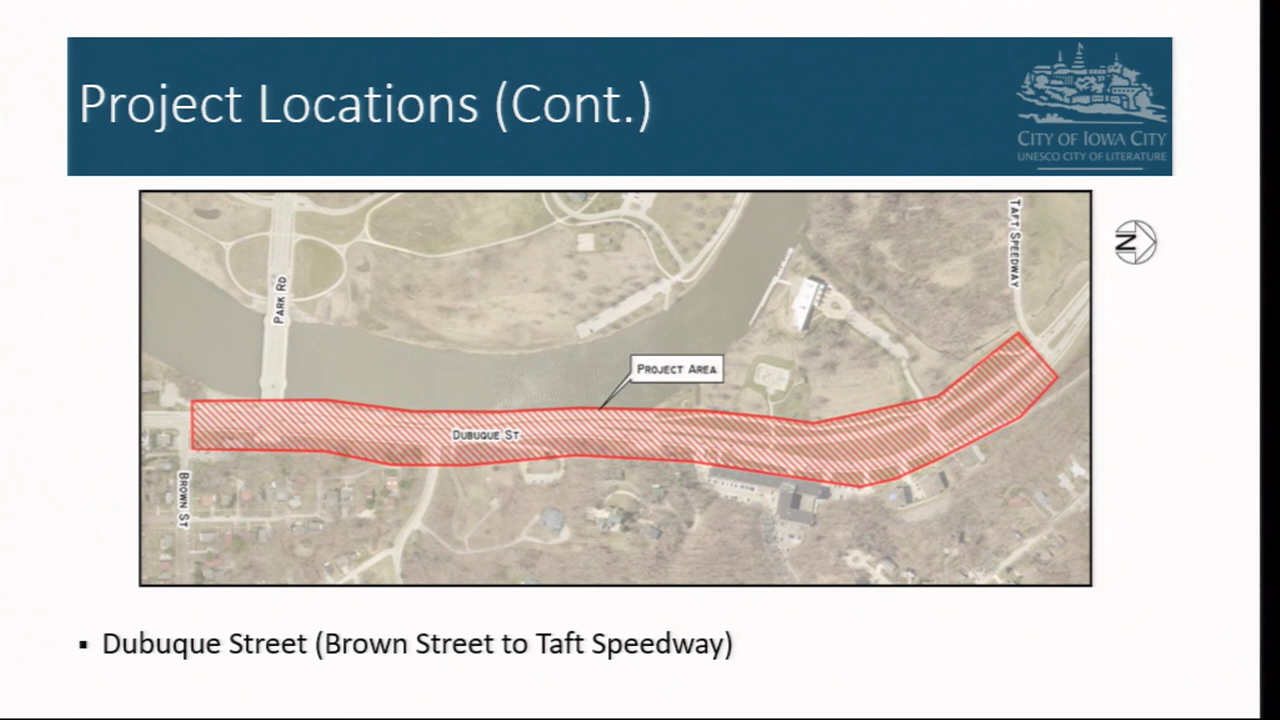 Project Locations (Cont.)
CITY OF IOWA CITY
UNESCO CITY OF LITERATURE
TAFT SPEEDWAY
N
PARK RD
PROJECT AREA
DUBUQUE ST
BROWN ST
▪ Dubuque Street (Brown Street to Taft Speedway)